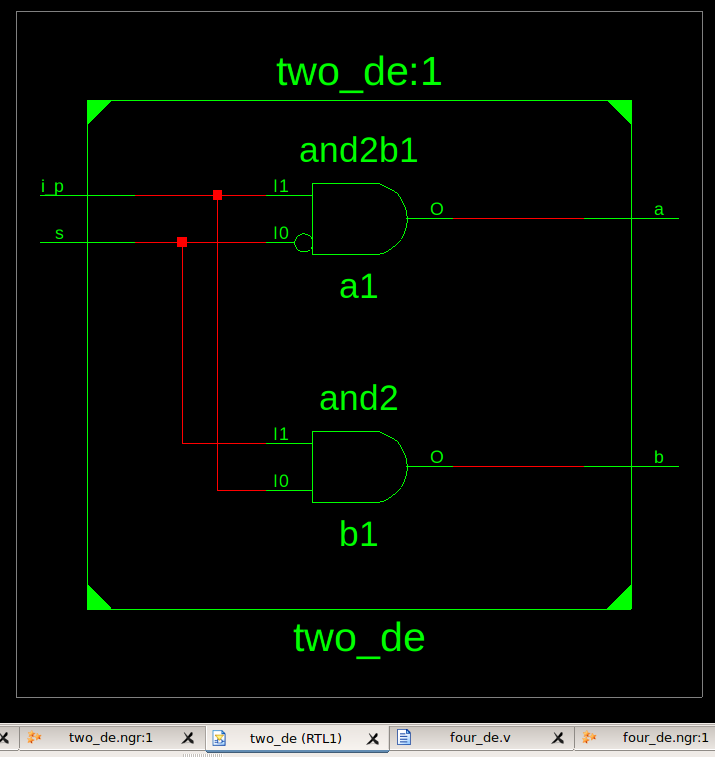 two_de:1
and2b1
i_p
I1
O
a
s
I0
a1
and2
I1
O
b
I0
b1
two_de
two_de.ngr:1
two_de (RTL1)
four_de.v
four_de.ngr:1